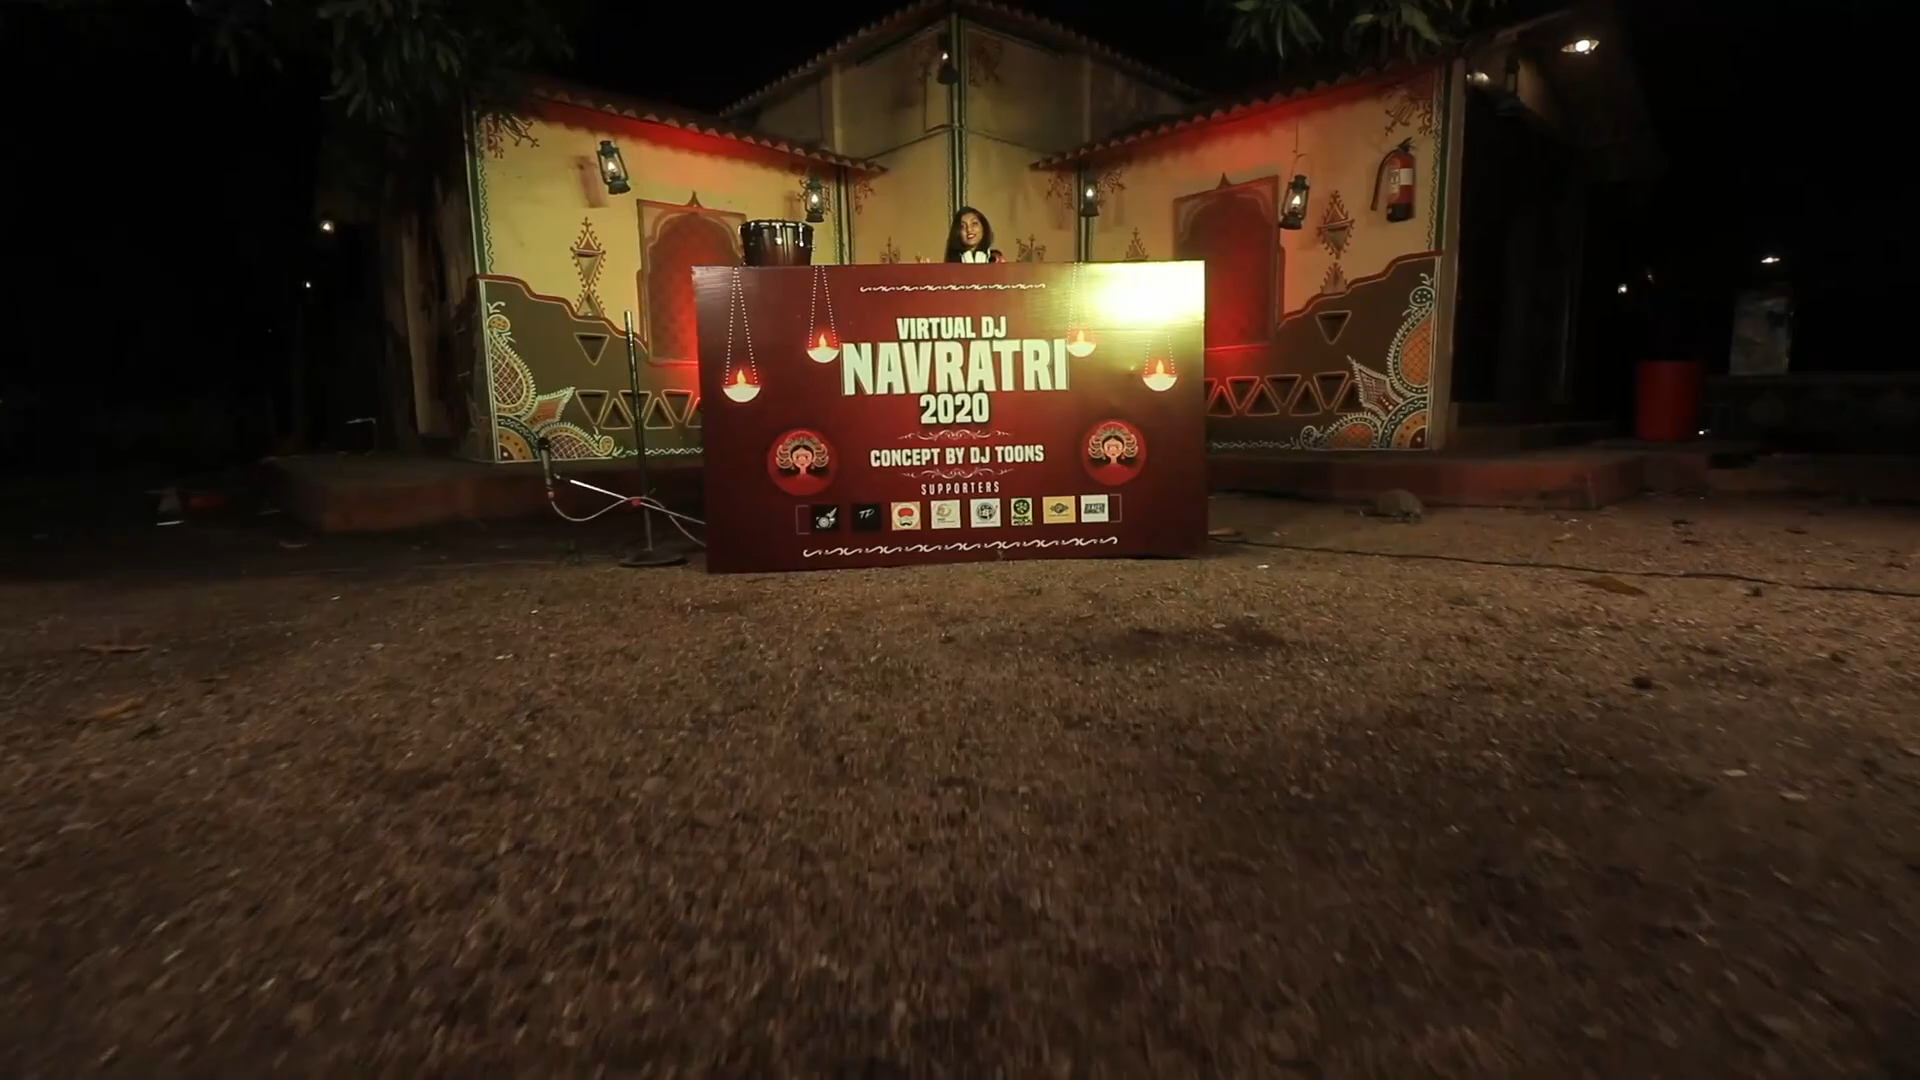 VIRTUAL DJ
NAVRATRI
2020
CONCEPT BY DJ TOONS
SUPPORTERS